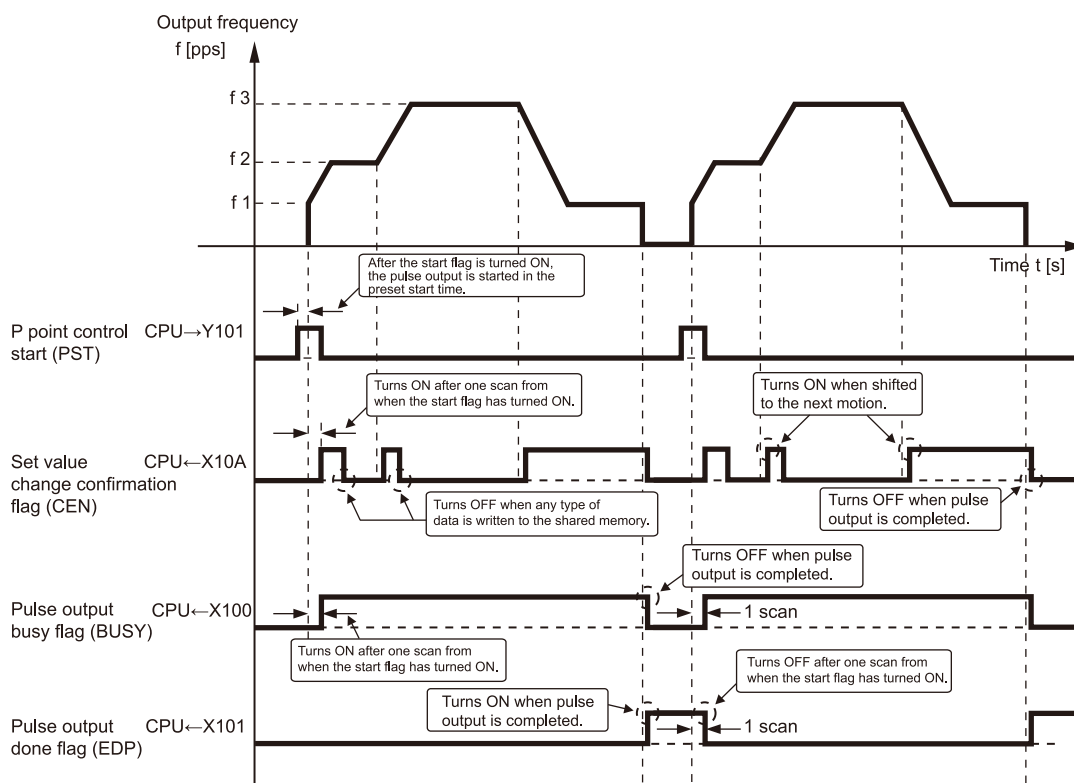 Output frequency
f [pps]
f 3
f 2
f 1
Time t [s]
After the start flag is turned ON,
the pulse output is started in the
preset start time.
P point control CPU→Y101
start (PST)
Turns ON after one scan from
when the start flag has turned ON.
Turns ON when shifted
to the next motion.
Set value CPU←X10A
change confirmation
flag (CEN)
Turns OFF when any type of
data is written to the shared memory.
Turns OFF when pulse
output is completed.
Turns OFF when pulse
output is completed.
Pulse output CPU←X100
busy flag (BUSY)
1 scan
Turns ON after one scan from
when the start flag has turned ON.
Turns OFF after one scan from
when the start flag has turned ON.
Turns ON when pulse
output is completed.
Pulse output CPU←X101
done flag (EDP)
1 scan